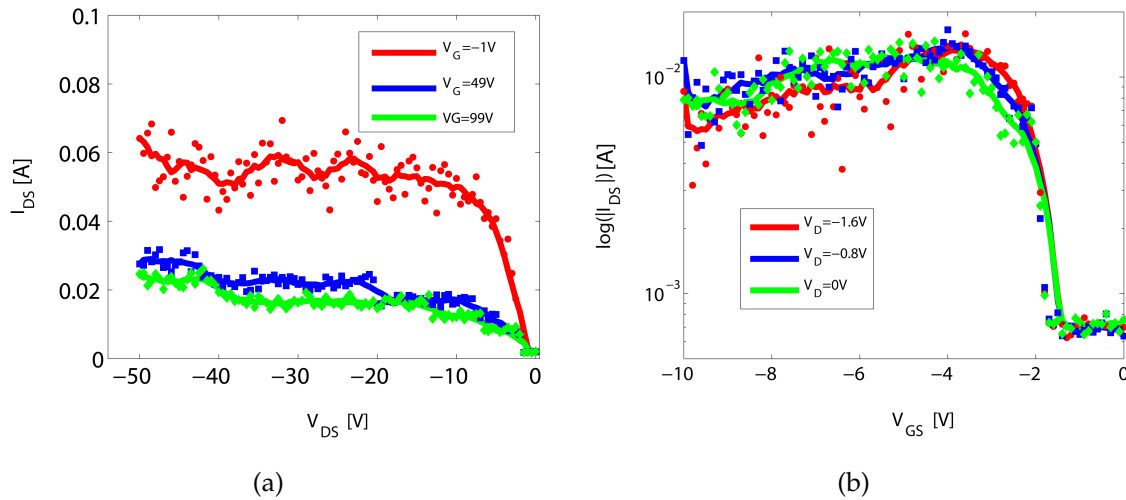 0.1
0.08
0.06
0.04
0.02
0
I_DS [A]
V_G=−1V
V_G=49V
VG=99V
−50 −40 −30 −20 −10 0
V_DS [V]
(a)
10^−2
10^−3
log(|I_DS|) [A]
V_D=−1.6V
V_D=−0.8V
V_D=0V
−10 −8 −6 −4 −2 0
V_GS [V]
(b)